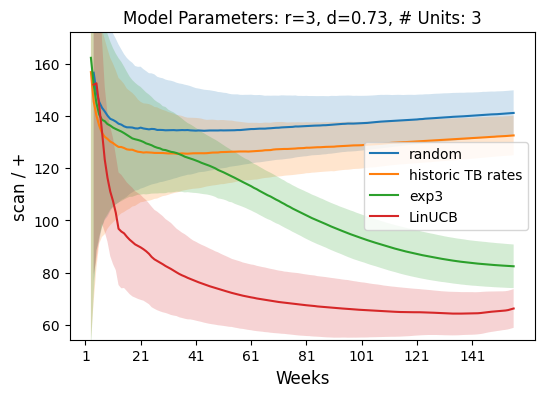 Model Parameters: r=3, d=0.73, # Units: 3
scan / +
160
140
120
100
80
60
random
historic TB rates
exp3
LinUCB
1
21
41
61
81
101
121
141
Weeks